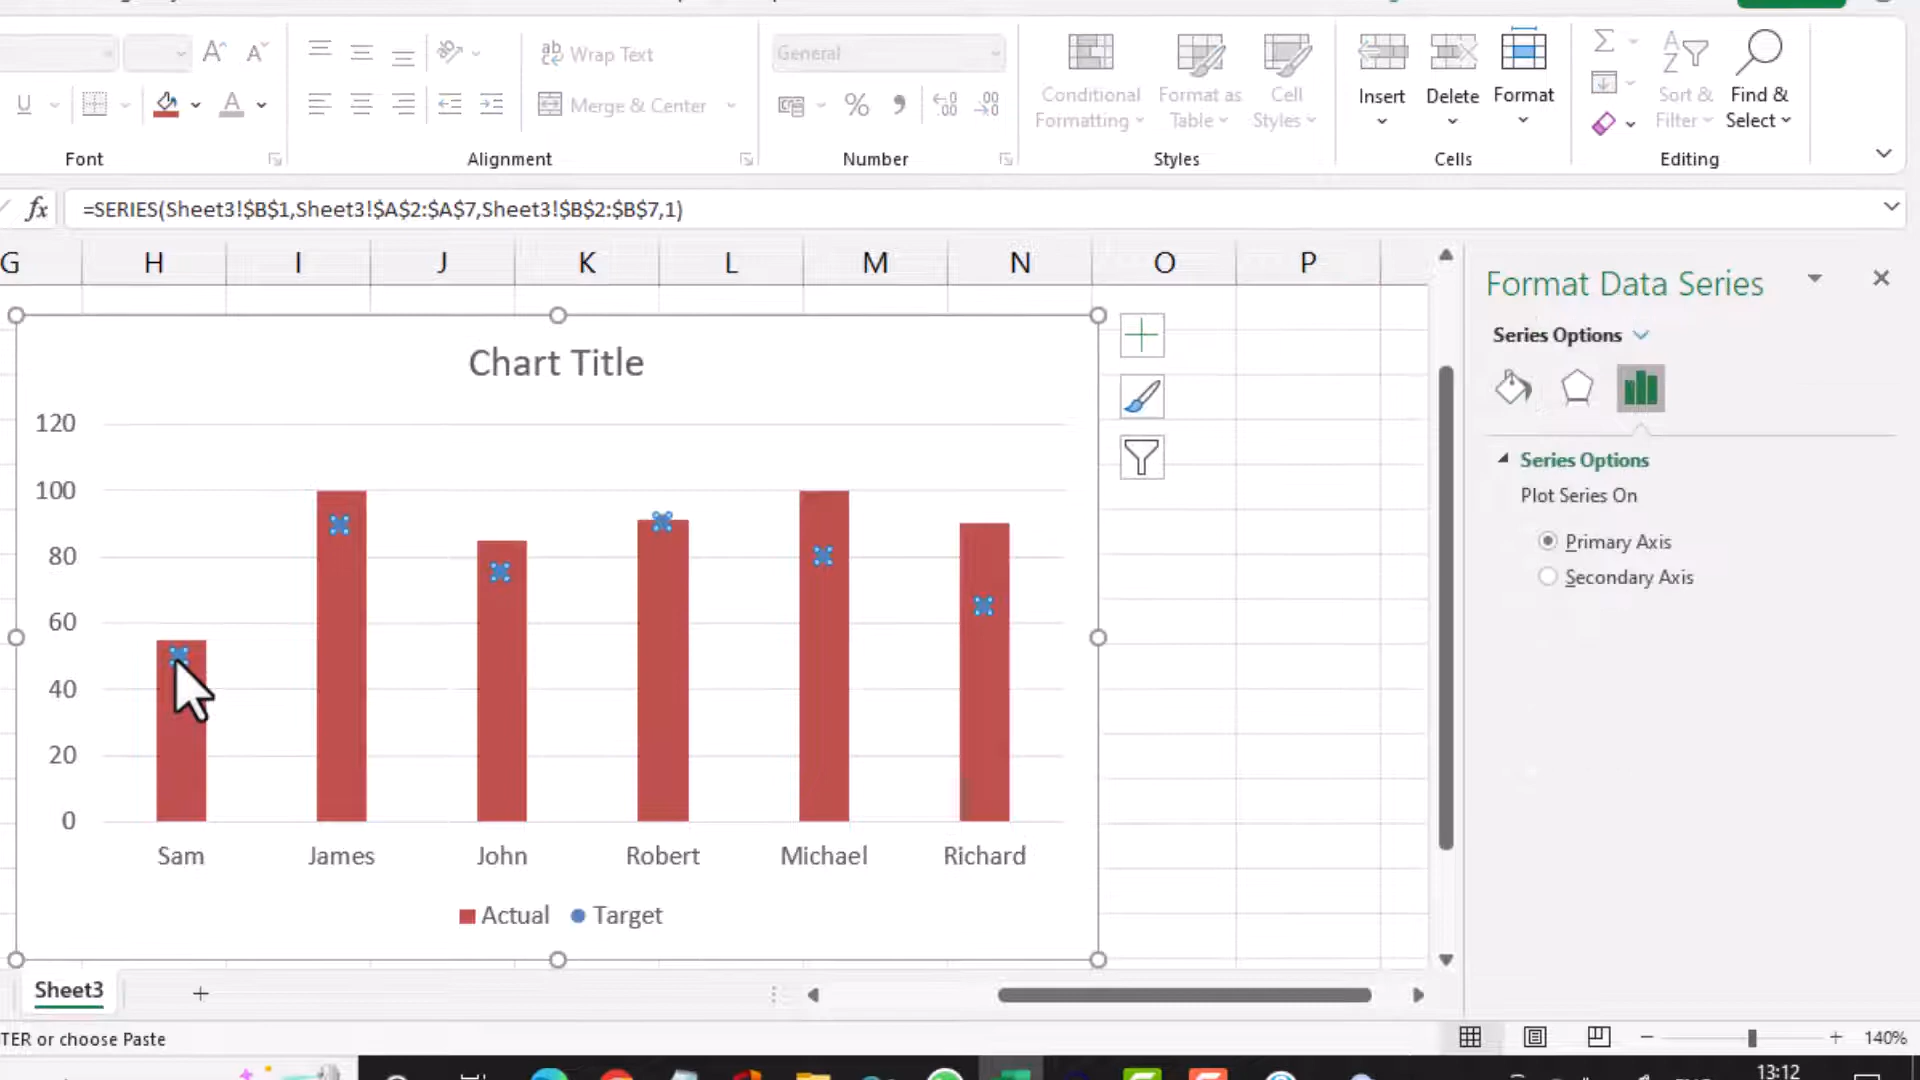 U
A
ab Wrap Text
Merge & Center
General
%
Conditional Formatting
Format as Table
Cell Styles
Insert
Delete
Format
Sort & Filter
Find & Select
Font
Alignment
Number
Styles
Cells
Editing
fx =SERIES(Sheet3!$B$1,Sheet3!$A$2:$A$7,Sheet3!$B$2:$B$7,1)
G H I J K L M N O P
Chart Title
120
100
80
60
40
20
0
Sam James John Robert Michael Richard
Actual Target
Format Data Series
Series Options
Series Options
Plot Series On
Primary Axis
Secondary Axis
Sheet3
TER or choose Paste
140%
13:12